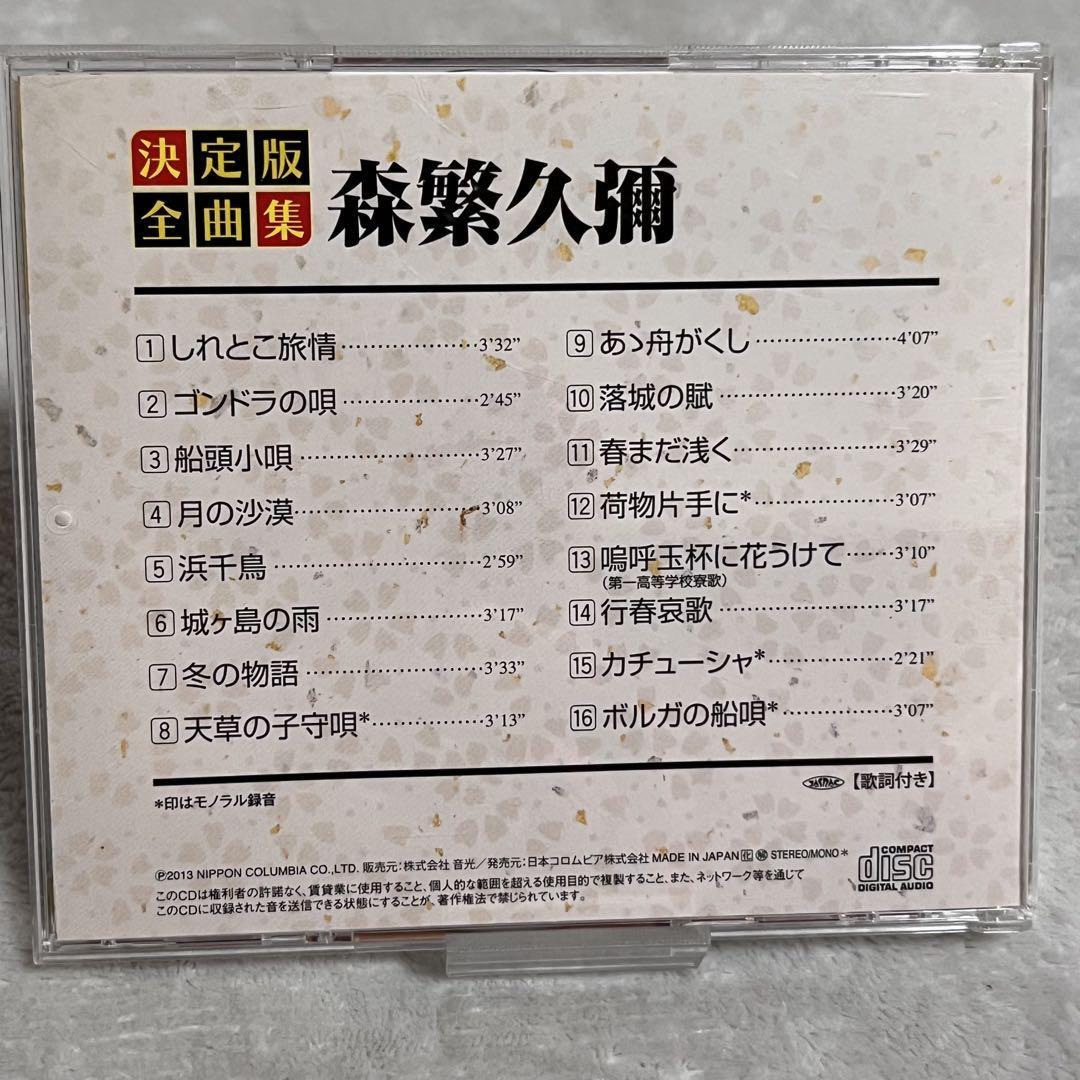 決定版
全曲集
森繁久彌
1 しれとこ旅情 3'32"
2 ゴンドラの唄 2'45"
3 船頭小唄 3'27"
4 月の沙漠 3'08"
5 浜千鳥 2'59"
6 城ヶ島の雨 3'17"
7 冬の物語 3'33"
8 天草の子守唄* 3'13"
9 あゝ舟がくし 4'07"
10 落城の賦 3'20"
11 春まだ浅く 3'29"
12 荷物片手に* 3'07"
13 嗚呼玉杯に花うけて 3'10"
(第一高等学校寮歌)
14 行春哀歌 3'17"
15 カチューシャ* 2'21"
16 ボルガの船唄* 3'07"
*印はモノラル録音
【歌詞付き】
Ⓟ2013 NIPPON COLUMBIA CO.,LTD. 販売元:株式会社 音光/発売元:日本コロムビア株式会社 MADE IN JAPAN STEREO/MONO*
このCDは権利者の許諾なく、賃貸業に使用すること、個人的な範囲を超える使用目的で複製すること、また、ネットワーク等を通じて
このCDに収録された音を送信できる状態にすることが、著作権法で禁じられています。
COMPACT
disc
DIGITAL AUDIO